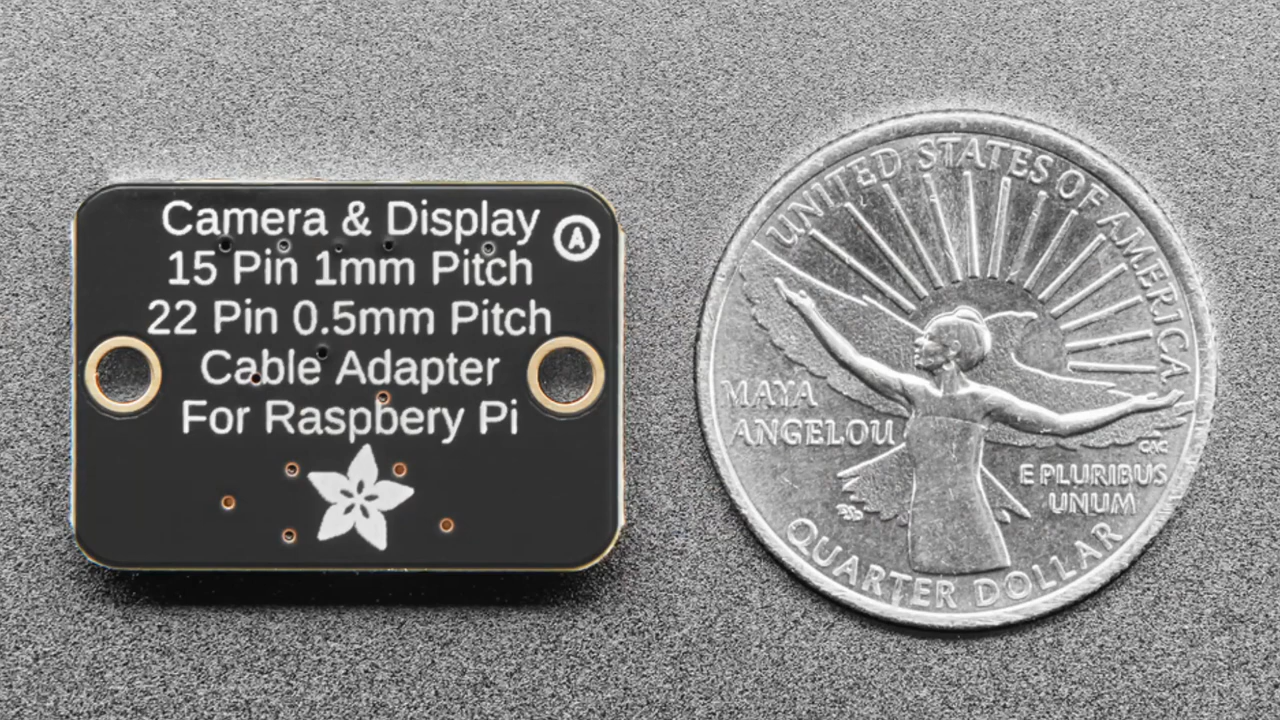 Camera & Display
A
15 Pin 1mm Pitch
22 Pin 0.5mm Pitch
Cable Adapter
For Raspbery Pi
UNITED STATES OF AMERICA
MAYA
ANGELOU
E PLURIBUS
UNUM
QUARTER DOLLAR